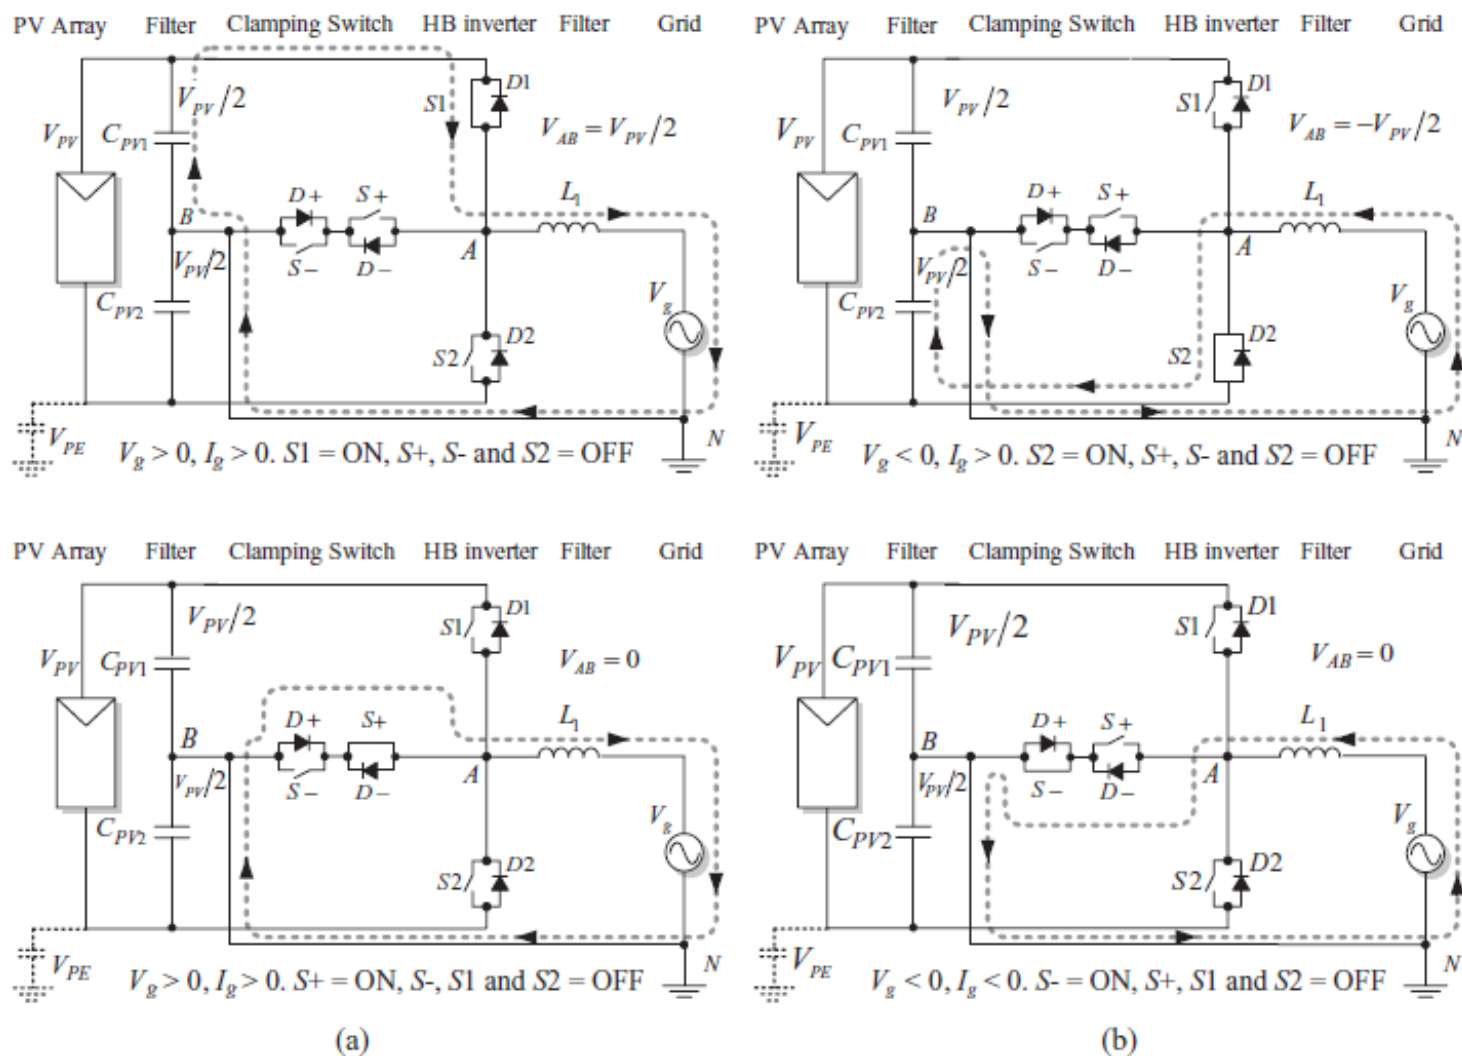 PV Array Filter Clamping Switch HB inverter Filter Grid
V_PV/2 S1 D1
V_PV C_PV1 V_AB = V_PV/2
D+ S+ L_1
B A
V_PV/2 S− D−
C_PV2 V_g
S2 D2
V_PE N
V_g > 0, I_g > 0. S1 = ON, S+, S- and S2 = OFF
PV Array Filter Clamping Switch HB inverter Filter Grid
V_PV/2 S1 D1
V_PV C_PV1 V_AB = −V_PV/2
D+ S+ L_1
B A
V_PV/2 S− D−
C_PV2 V_g
S2 D2
V_PE N
V_g < 0, I_g > 0. S2 = ON, S+, S- and S2 = OFF
PV Array Filter Clamping Switch HB inverter Filter Grid
V_PV/2 S1 D1
V_PV C_PV1 V_AB = 0
D+ S+ L_1
B A
V_PV/2 S− D−
C_PV2 V_g
S2 D2
V_PE N
V_g > 0, I_g > 0. S+ = ON, S-, S1 and S2 = OFF
(a)
PV Array Filter Clamping Switch HB inverter Filter Grid
V_PV/2 S1 D1
V_PV C_PV1 V_AB = 0
D+ S+ L_1
B A
V_PV/2 S− D−
C_PV2 V_g
S2 D2
V_PE N
V_g < 0, I_g < 0. S- = ON, S+, S1 and S2 = OFF
(b)